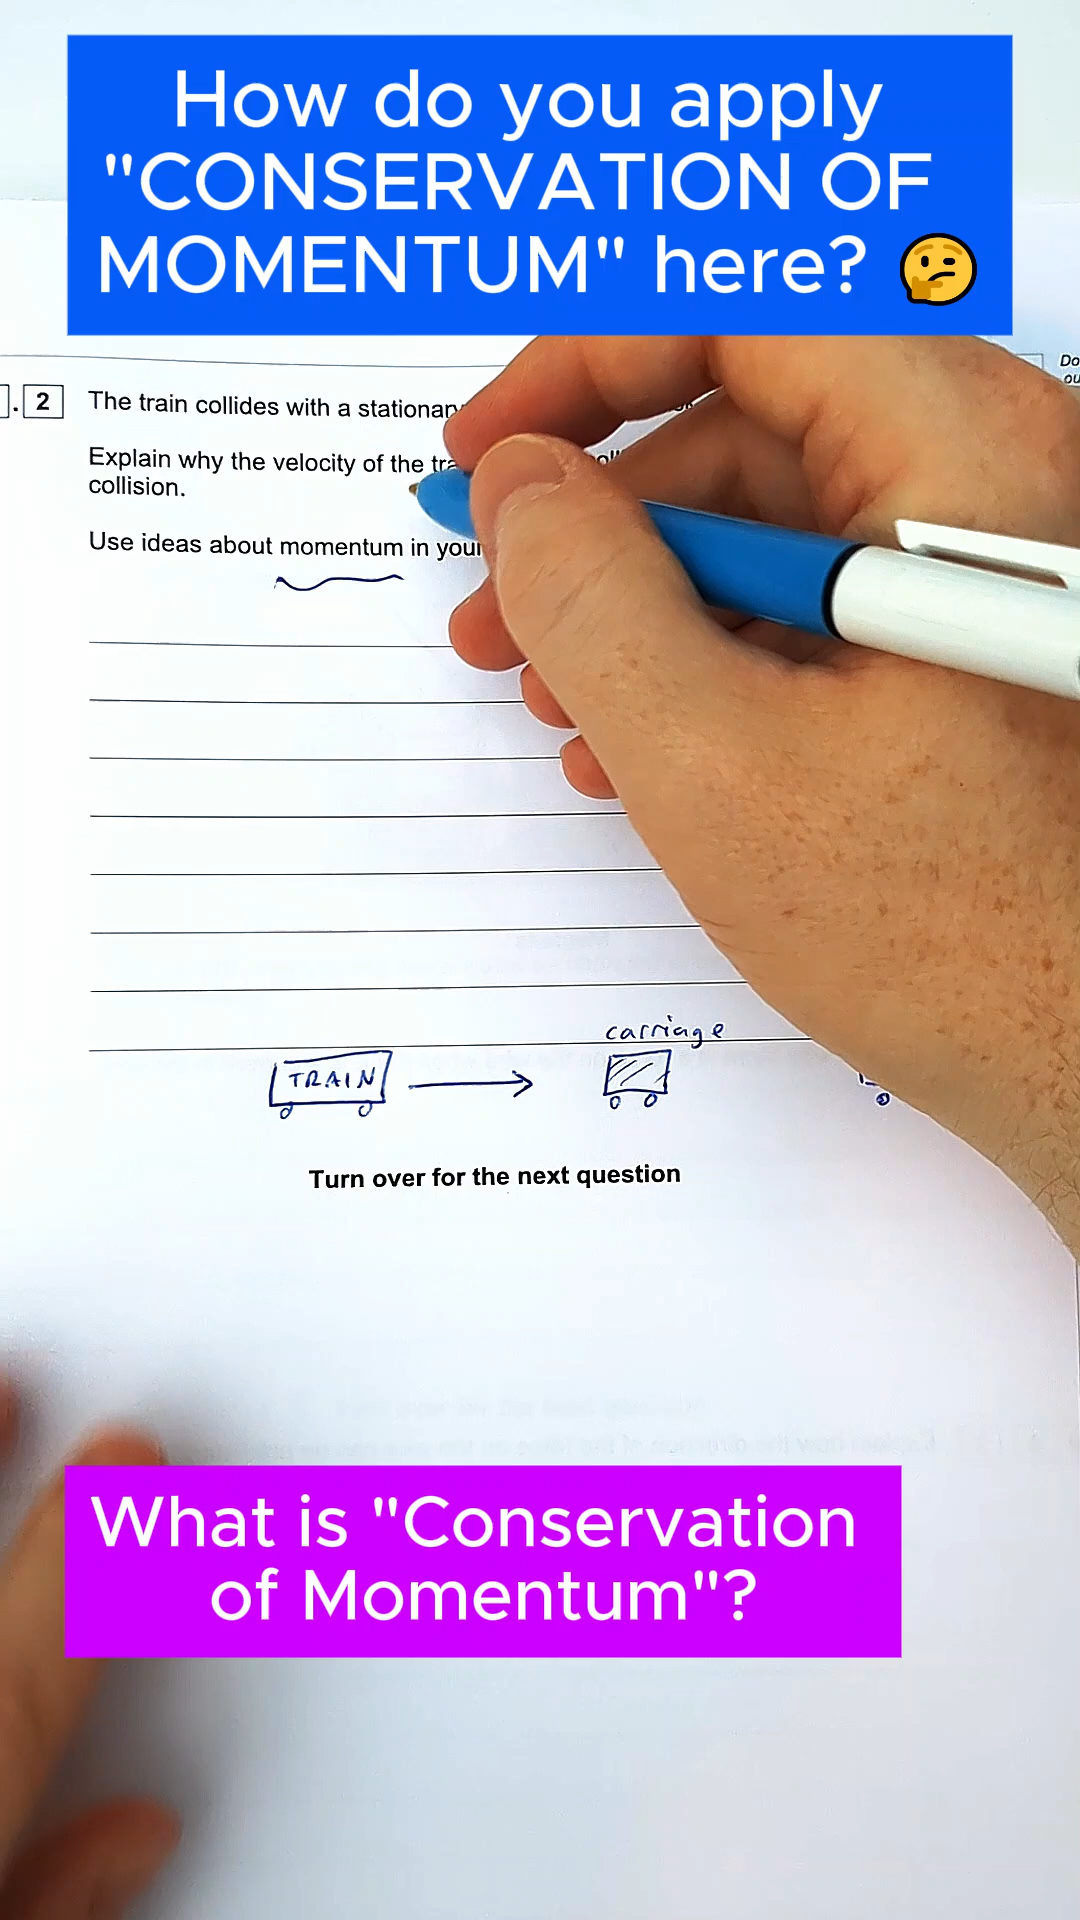 How do you apply
"CONSERVATION OF
MOMENTUM" here? 🤔
Do
ou
. 2 The train collides with a stationary
Explain why the velocity of the
collision.
Use ideas about momentum in your
carriage
TRAIN
Turn over for the next question
What is "Conservation
of Momentum"?